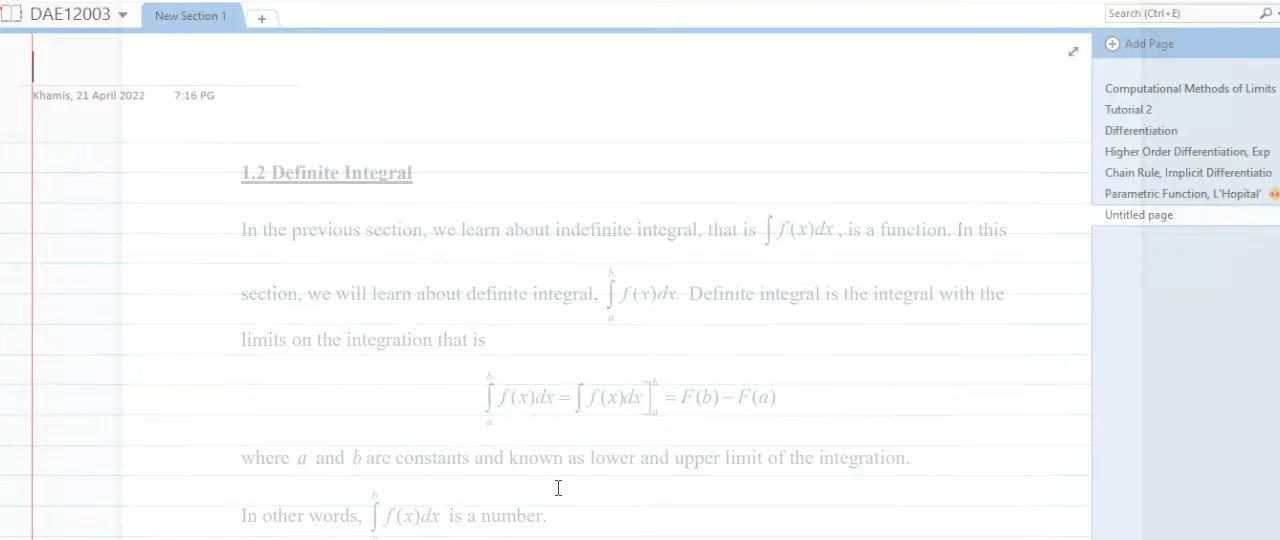 DAE12003
New Section 1
Search (Ctrl+E)
Add Page
Khamis, 21 April 2022 7:16 PG
Computational Methods of Limits
Tutorial 2
Differentiation
Higher Order Differentiation, Exp
Chain Rule, Implicit Differentiatio
Parametric Function, L'Hopital'
Untitled page
1.2 Definite Integral
In the previous section, we learn about indefinite integral, that is ∫ f(x)dx, is a function. In this
section, we will learn about definite integral, ∫_a^b f(x)dx. Definite integral is the integral with the
limits on the integration that is
∫_a^b f(x)dx = ∫ f(x)dx]_a^b = F(b) − F(a)
where a and b are constants and known as lower and upper limit of the integration.
In other words, ∫_a^b f(x)dx is a number.